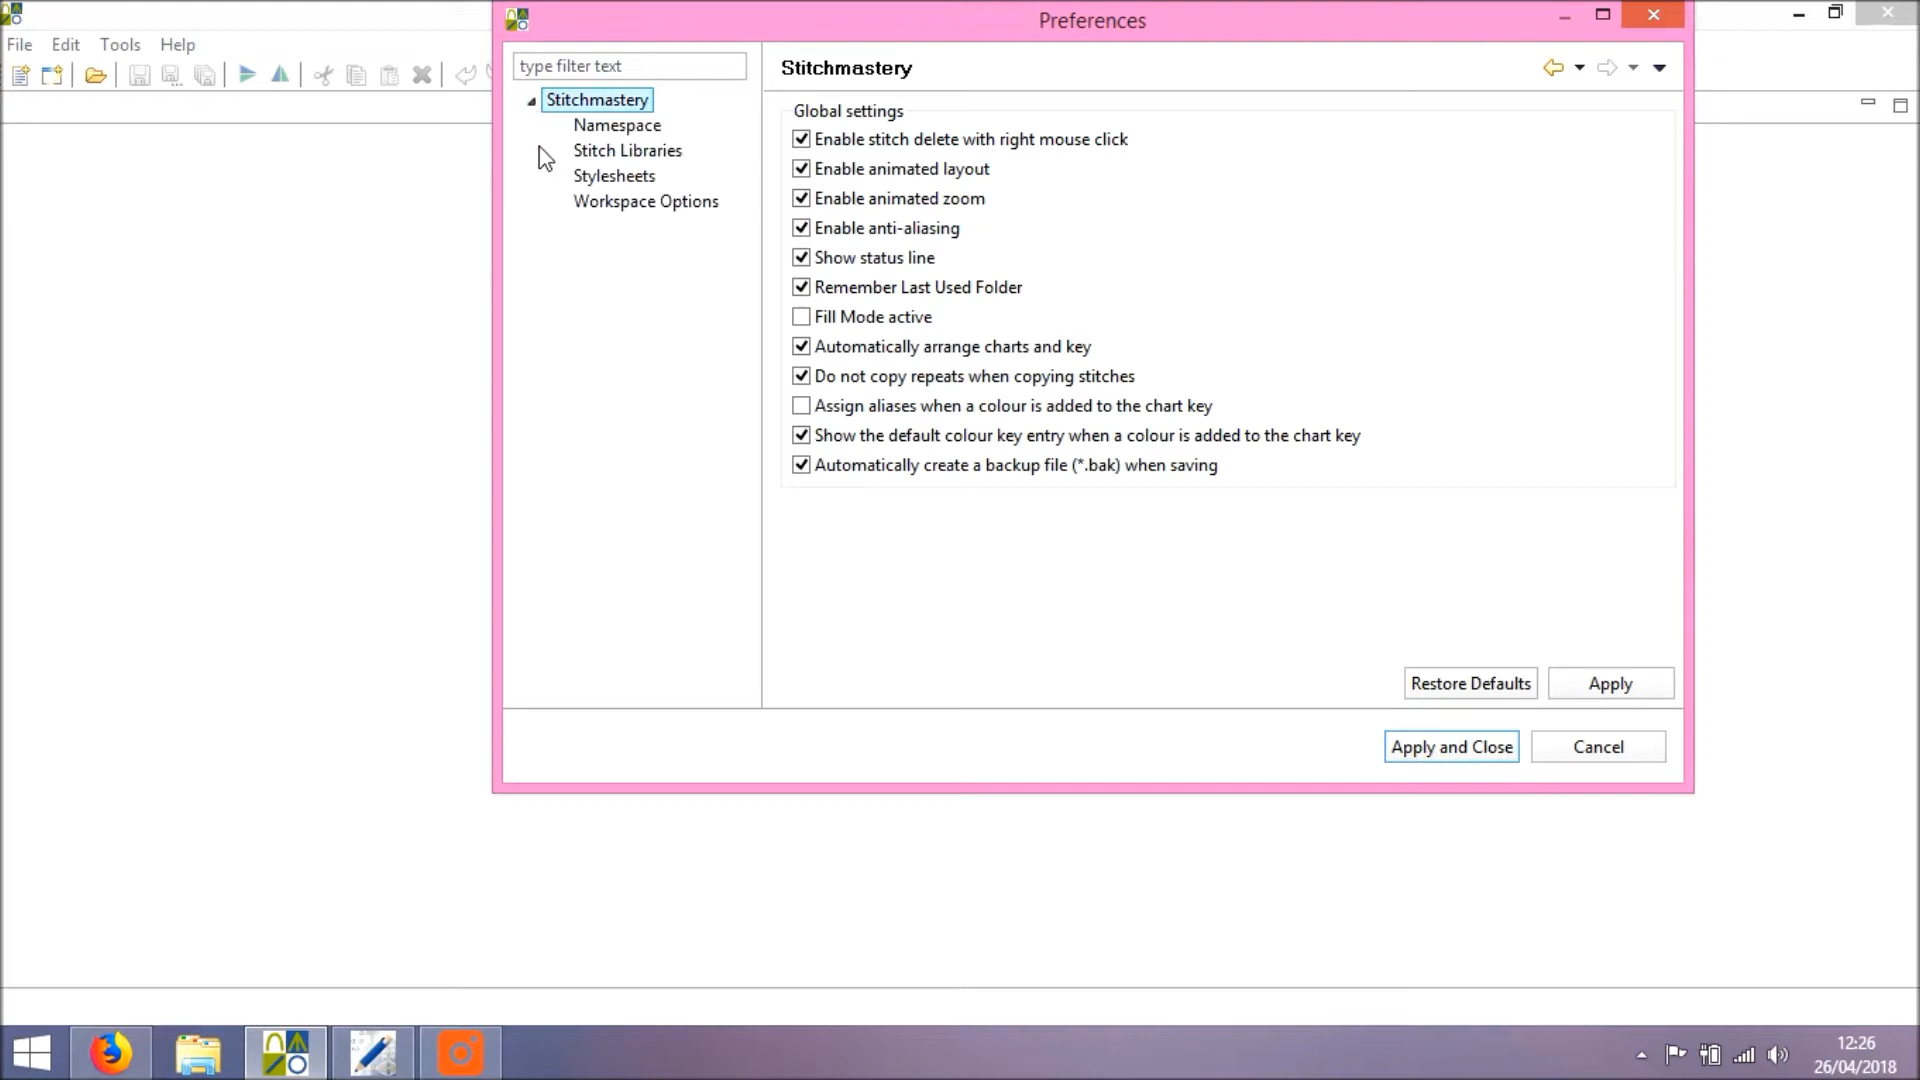 Preferences
File Edit Tools Help
type filter text
Stitchmastery
Namespace
Stitch Libraries
Stylesheets
Workspace Options
Stitchmastery
Global settings
Enable stitch delete with right mouse click
Enable animated layout
Enable animated zoom
Enable anti-aliasing
Show status line
Remember Last Used Folder
Fill Mode active
Automatically arrange charts and key
Do not copy repeats when copying stitches
Assign aliases when a colour is added to the chart key
Show the default colour key entry when a colour is added to the chart key
Automatically create a backup file (*.bak) when saving
Restore Defaults Apply
Apply and Close Cancel
12:26
26/04/2018